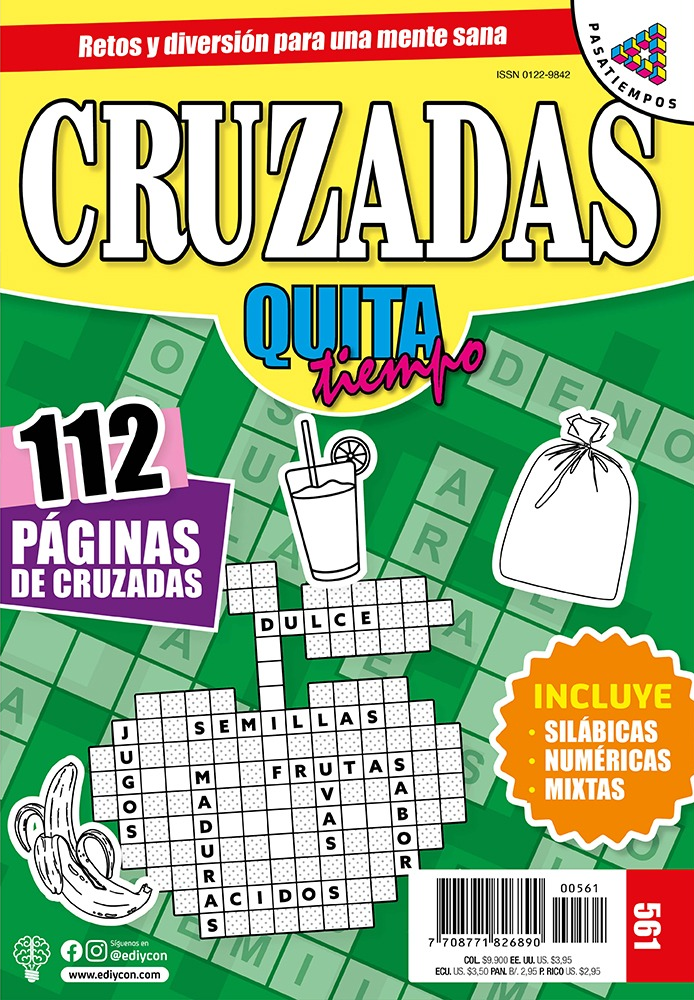 Retos y diversión para una mente sana
PASATIEMPOS
ISSN 0122-9842
CRUZADAS
QUITA
tiempo
112
PÁGINAS
DE CRUZADAS
DULCE
SEMILLAS
JUGOS
MADURAS
FRUTAS
UVAS
SABOR
ACIDOS
INCLUYE
· SILÁBICAS
· NUMÉRICAS
· MIXTAS
Síguenos en
@ediycon
www.ediycon.com
00561
7 708771 826890
561
COL. $9.900 EE. UU. US. $3,95
ECU. US. $3,50 PAN. B/. 2,95 P. RICO US. $2,95
DENO